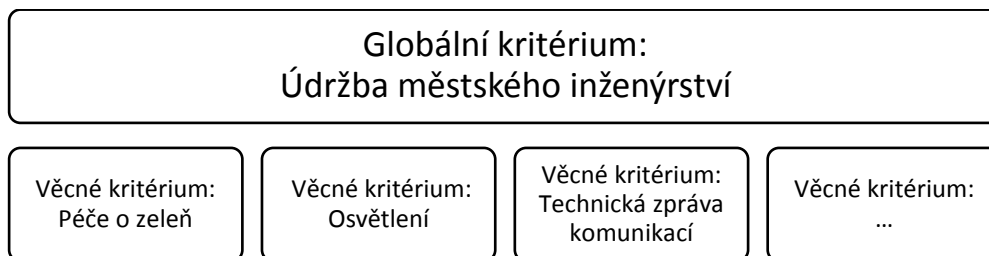 Globální kritérium:
Údržba městského inženýrství
Věcné kritérium:
Péče o zeleň
Věcné kritérium:
Osvětlení
Věcné kritérium:
Technická zpráva
komunikací
Věcné kritérium:
...